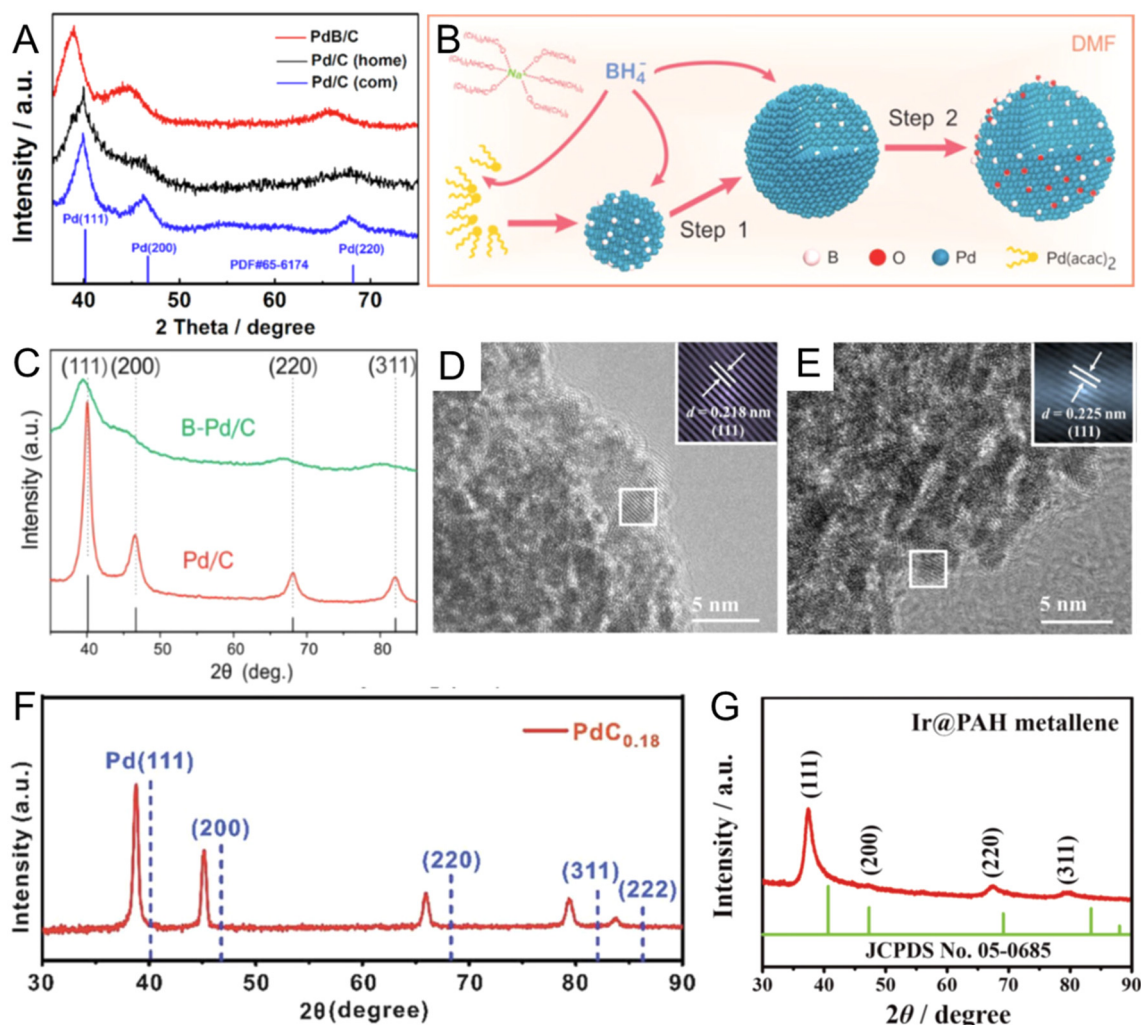 A
PdB/C
Pd/C (home)
Pd/C (com)
Intensity / a.u.
Pd(111)
Pd(200)
PDF#65-6174
Pd(220)
40
50
60
70
2 Theta / degree
B
DMF
Na⁺
BH₄⁻
Step 1
Step 2
B
O
Pd
Pd(acac)₂
C
(111)
(200)
(220)
(311)
B-Pd/C
Pd/C
Intensity (a.u.)
40
50
60
70
80
2θ (deg.)
D
d = 0.218 nm
(111)
5 nm
E
d = 0.225 nm
(111)
5 nm
F
PdC₀.₁₈
Pd(111)
(200)
(220)
(311)
(222)
Intensity (a.u.)
30
40
50
60
70
80
90
2θ(degree)
G
Ir@PAH metallene
(111)
(200)
(220)
(311)
Intensity / a.u.
JCPDS No. 05-0685
30
40
50
60
70
80
90
2θ / degree